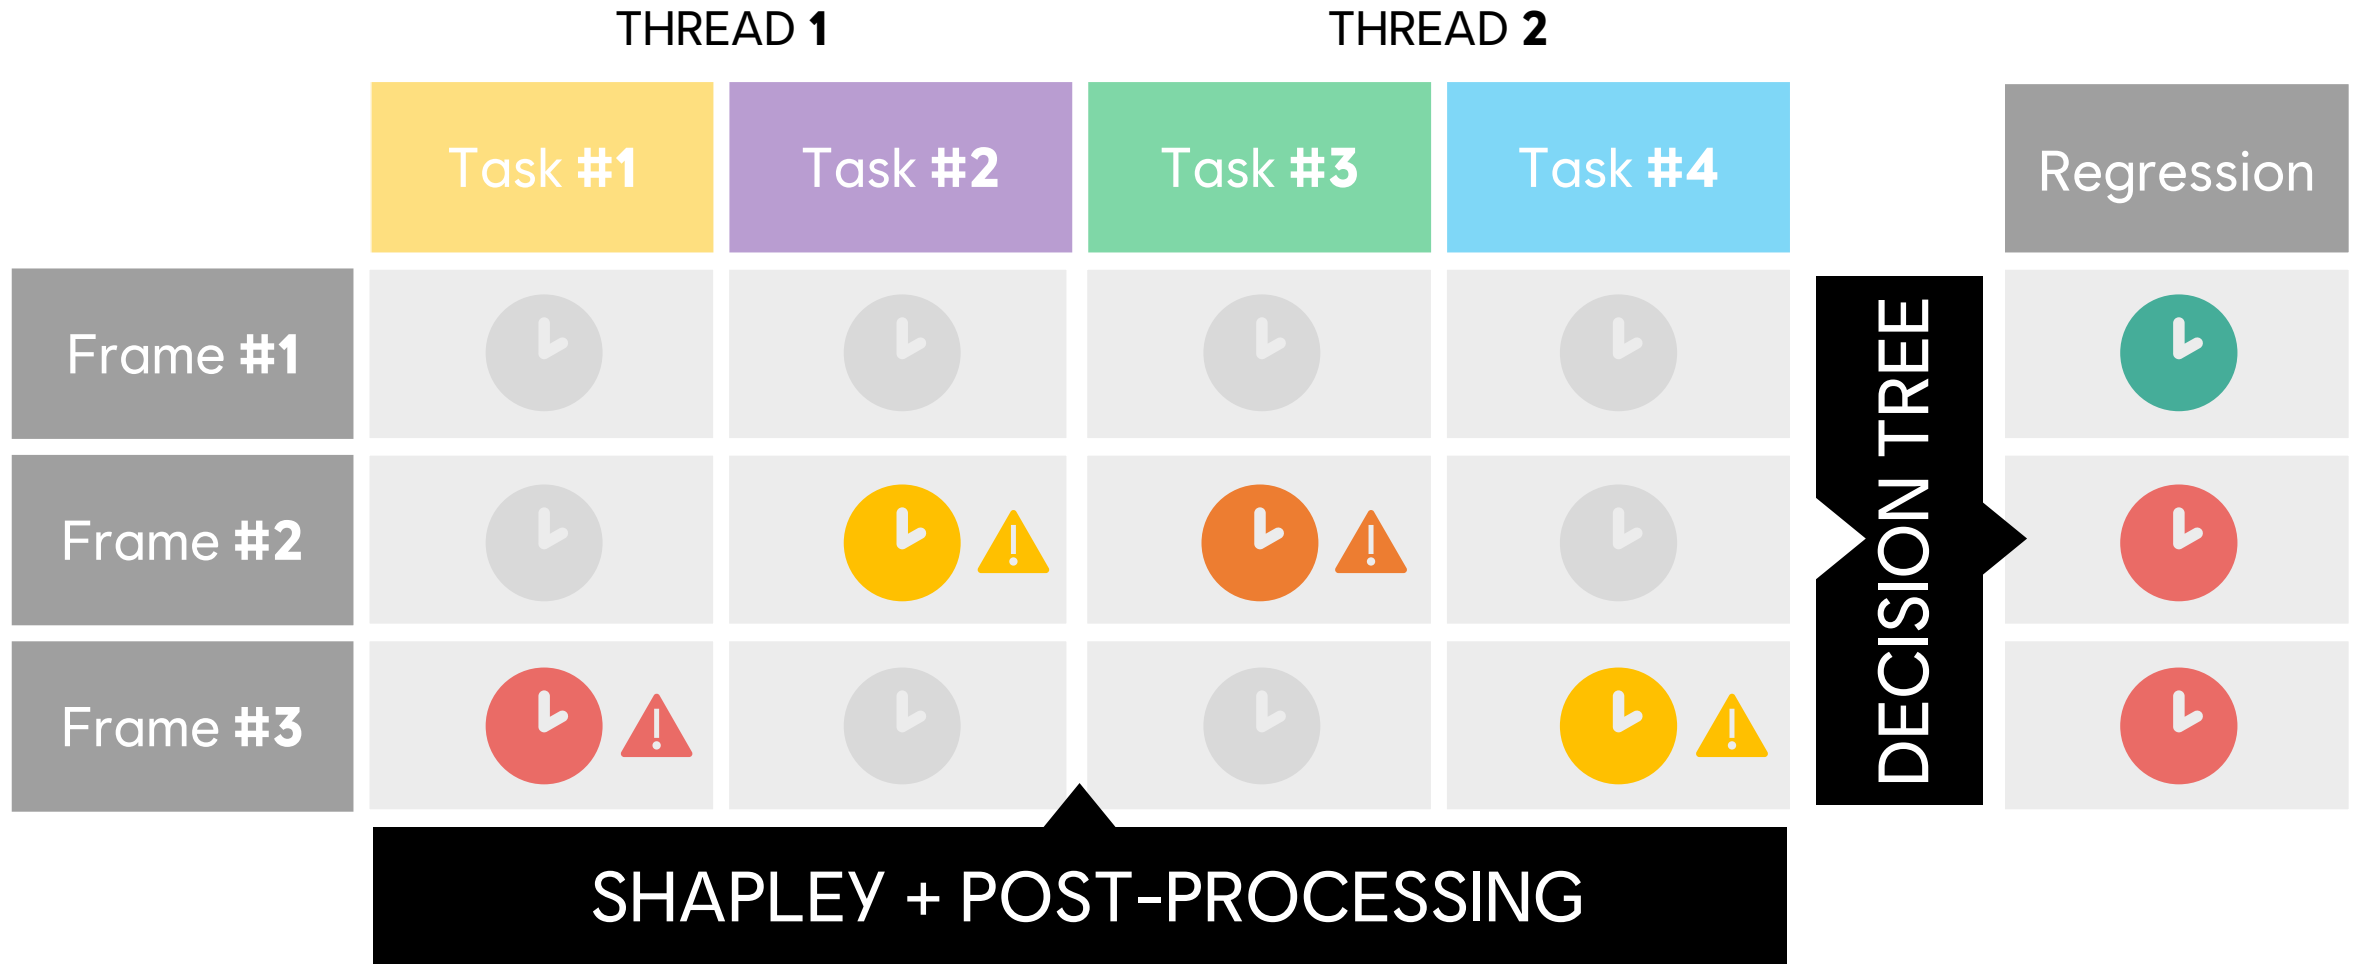 THREAD 1
THREAD 2
Task #1
Task #2
Task #3
Task #4
Regression
Frame #1
Frame #2
Frame #3
DECISION TREE
SHAPLEY + POST-PROCESSING